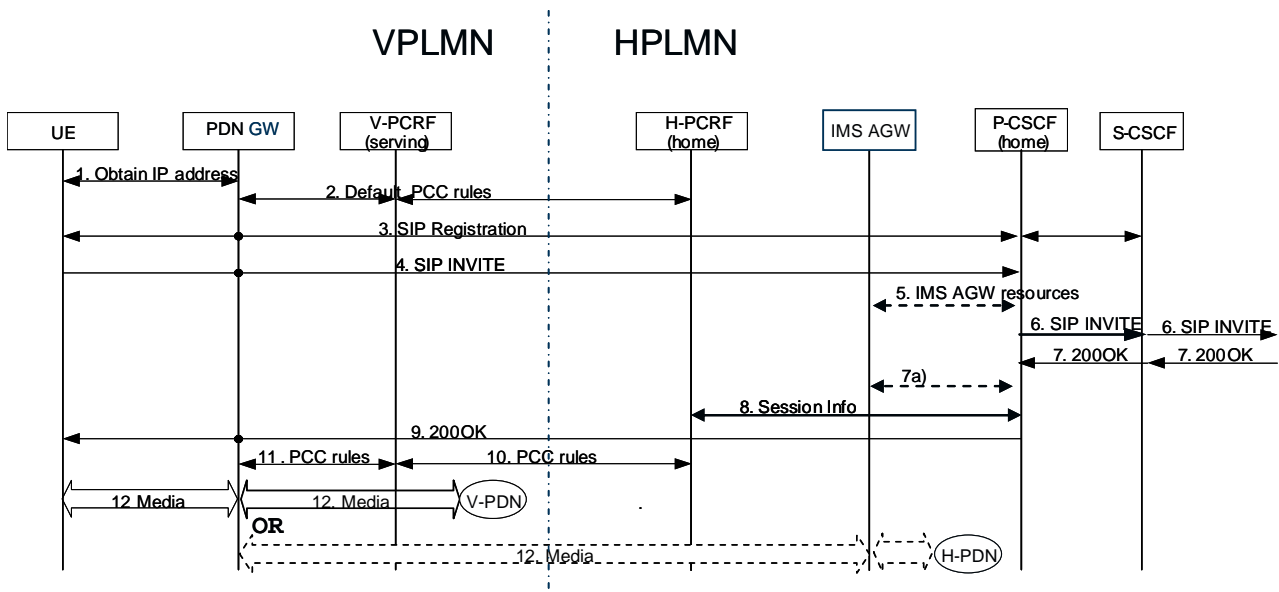 VPLMN
HPLMN
UE
PDN GW
V-PCRF
(serving)
H-PCRF
(home)
IMS AGW
P-CSCF
(home)
S-CSCF
1. Obtain IP address
2. Default PCC rules
3. SIP Registration
4. SIP INVITE
5. IMS AGW resources
6. SIP INVITE
6. SIP INVITE
7. 200OK
7. 200OK
7a)
8. Session Info
9. 200OK
11. PCC rules
10. PCC rules
12 Media
12. Media
V-PDN
OR
12. Media
H-PDN